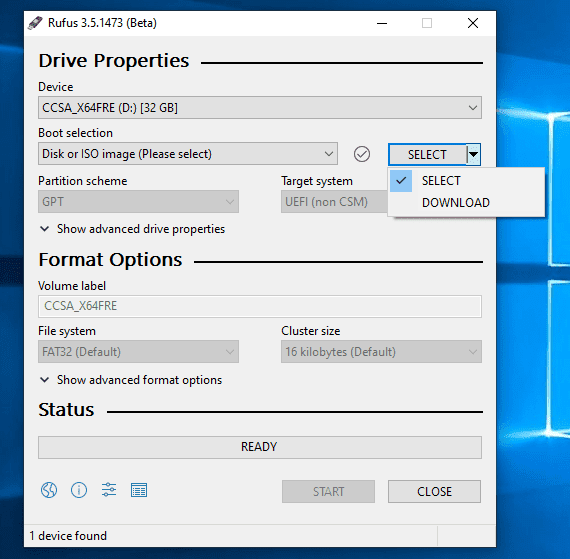 Rufus 3.5.1473 (Beta)
Drive Properties
Device
CCSA_X64FRE (D:) [32 GB]
Boot selection
Disk or ISO image (Please select)
SELECT
SELECT
DOWNLOAD
Partition scheme
Target system
GPT
UEFI (non CSM)
Show advanced drive properties
Format Options
Volume label
CCSA_X64FRE
File system
Cluster size
FAT32 (Default)
16 kilobytes (Default)
Show advanced format options
Status
READY
START
CLOSE
1 device found